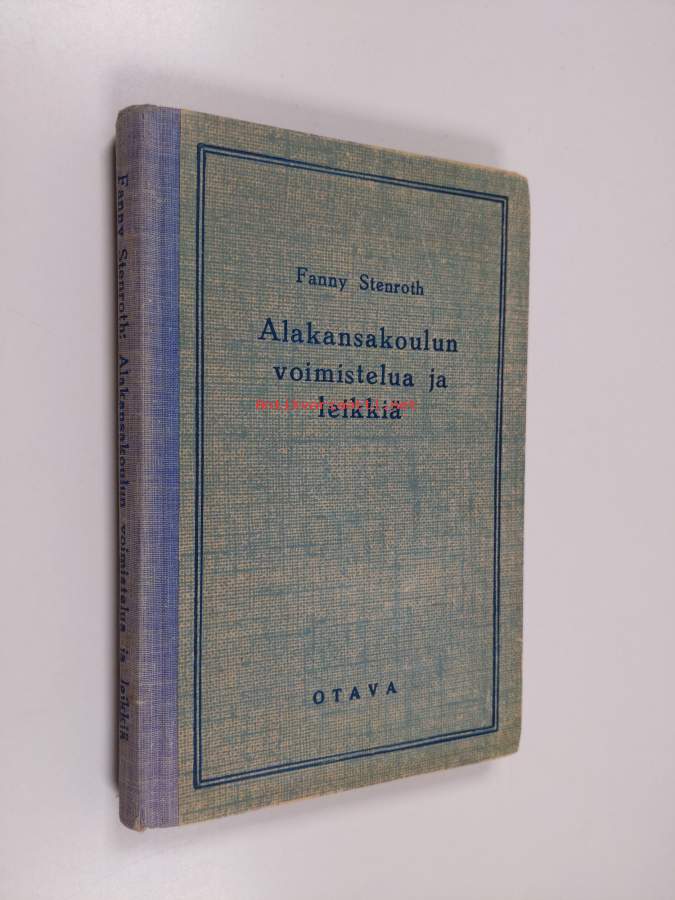 Fanny Stenroth: Alakansakoulun voimistelua ja leikkiä
Fanny Stenroth
Alakansakoulun
voimistelua ja
leikkiä
OTAVA